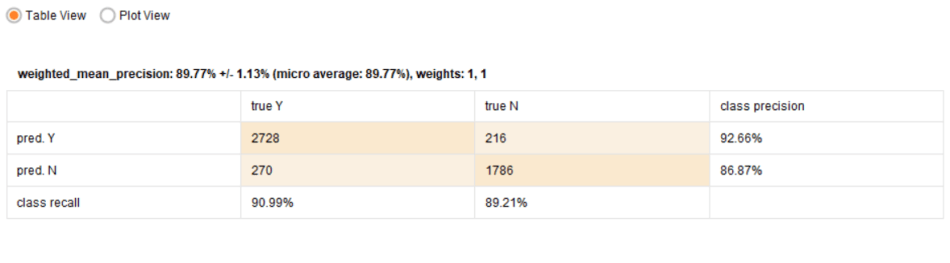 Table View Plot View
weighted_mean_precision: 89.77% +/- 1.13% (micro average: 89.77%), weights: 1, 1
true Y true N class precision
pred. Y 2728 216 92.66%
pred. N 270 1786 86.87%
class recall 90.99% 89.21%